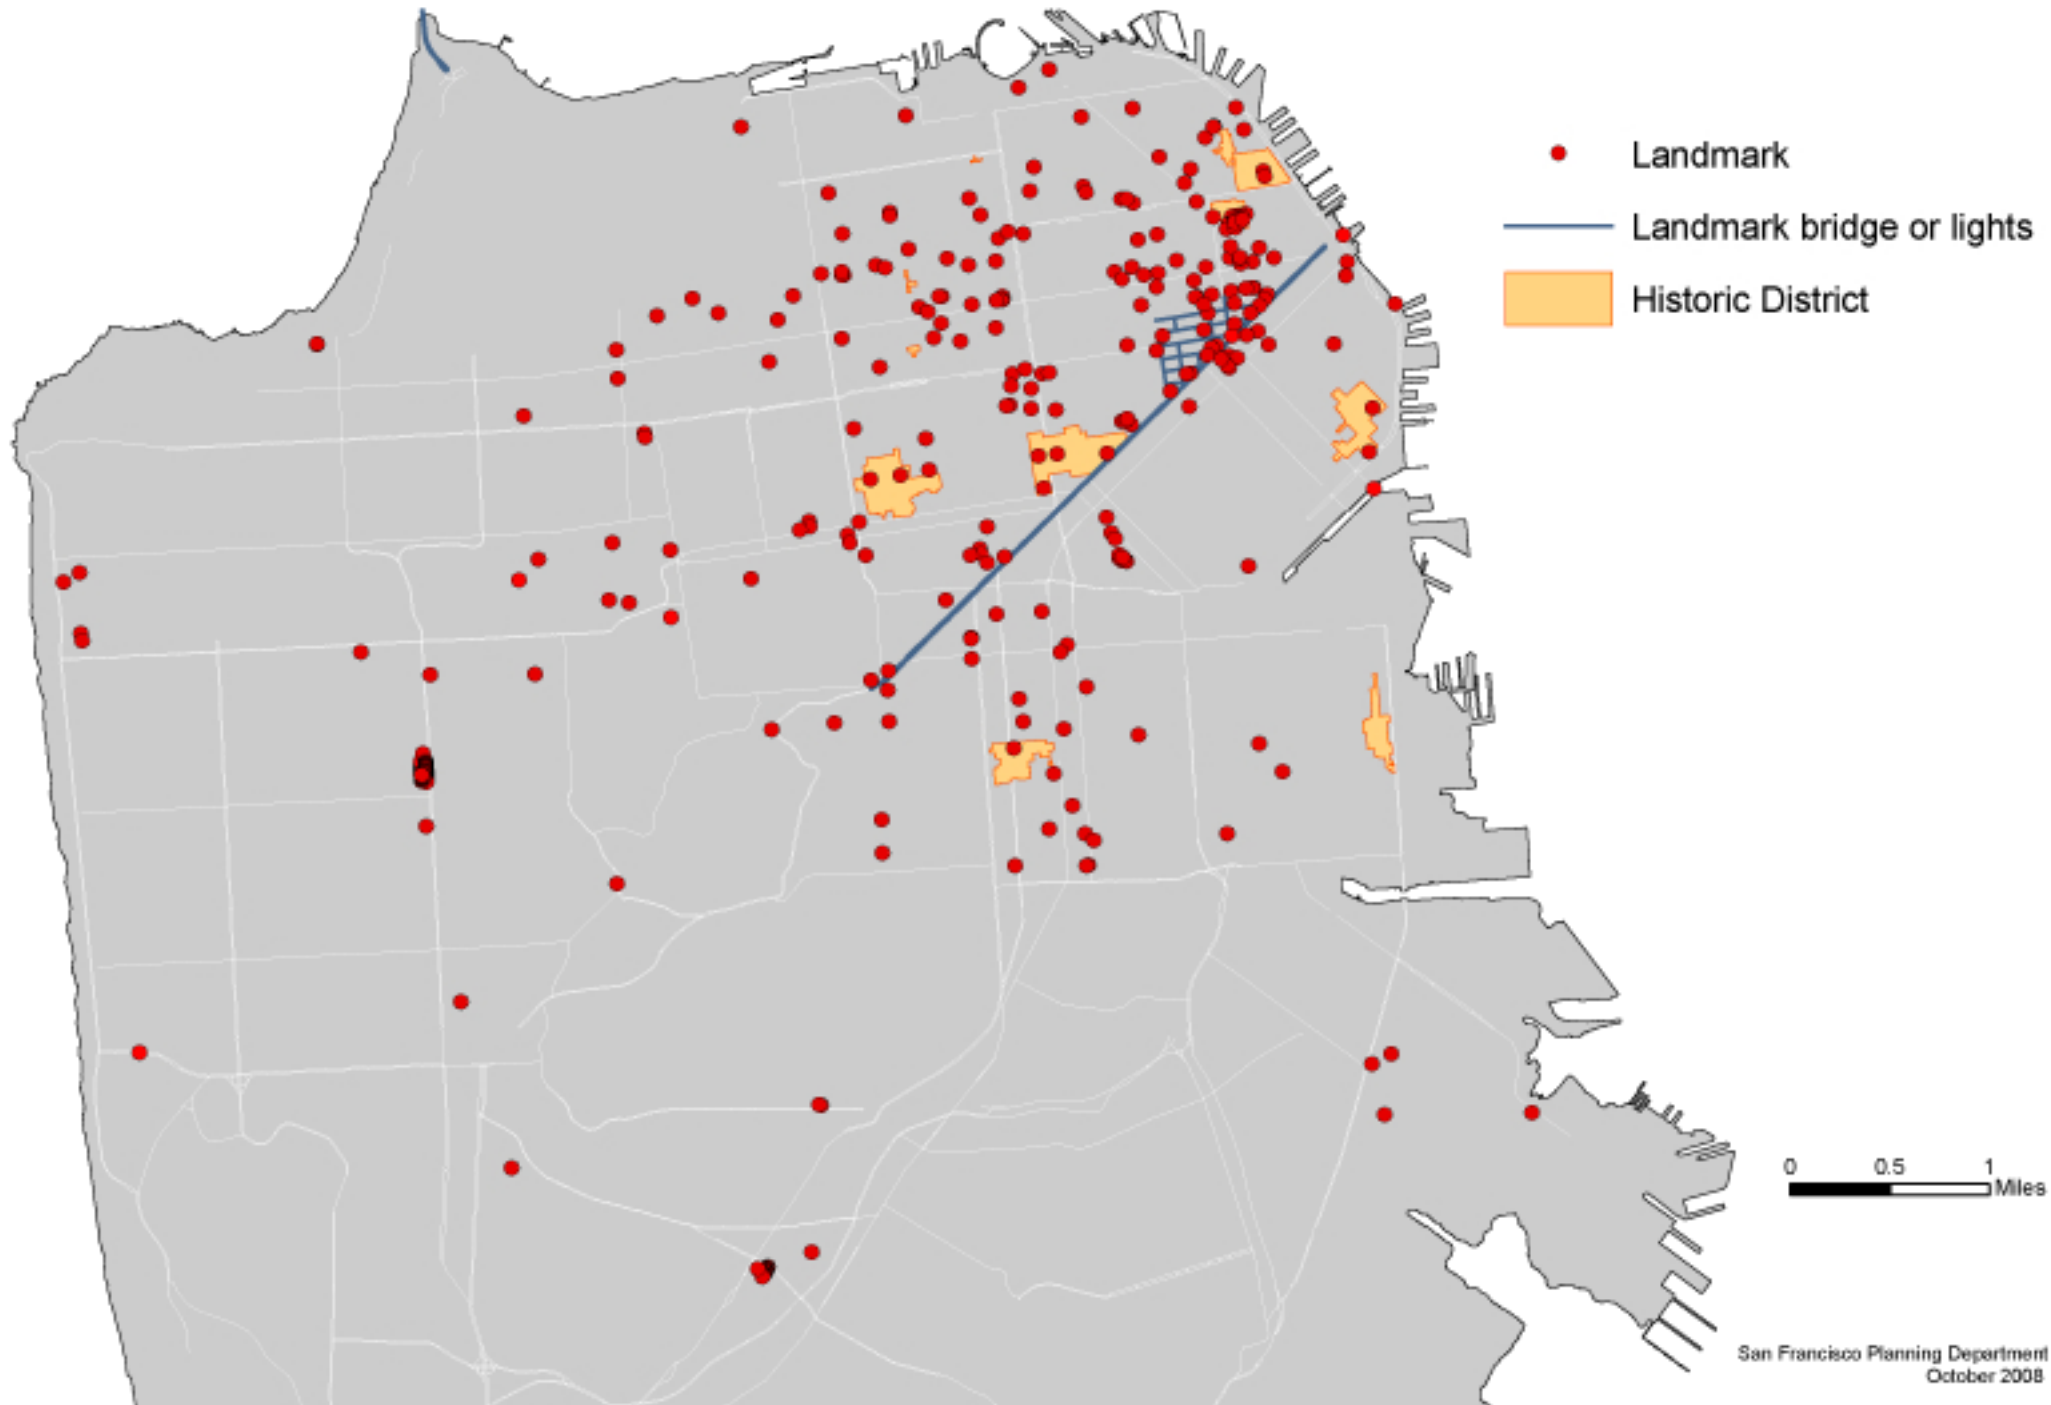 Landmark
Landmark bridge or lights
Historic District
0 0.5 1
Miles
San Francisco Planning Department
October 2008